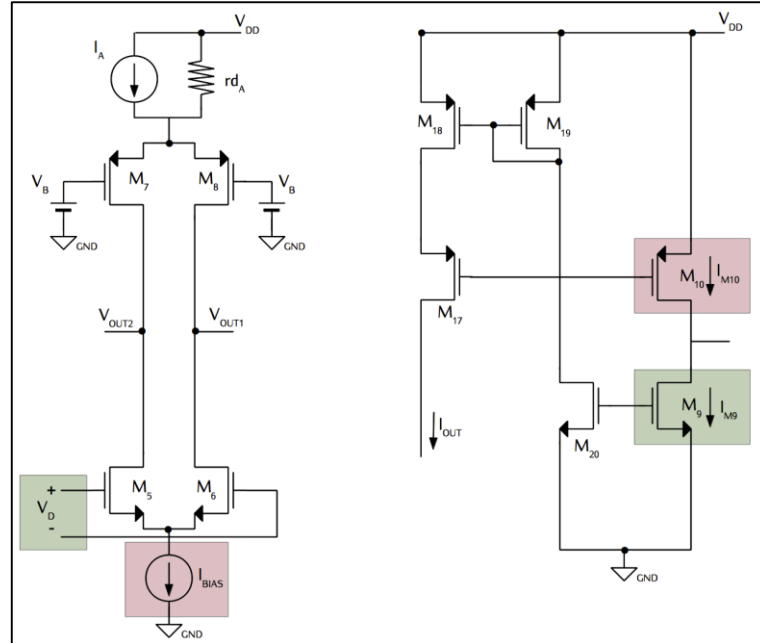 V_DD
I_A
rd_A
V_B
M_7
M_8
V_B
GND
GND
V_OUT2
V_OUT1
+
V_D
-
M_5
M_6
I_BIAS
GND
V_DD
M_18
M_19
M_17
M_10
I_M10
I_OUT
M_20
M_9
I_M9
GND